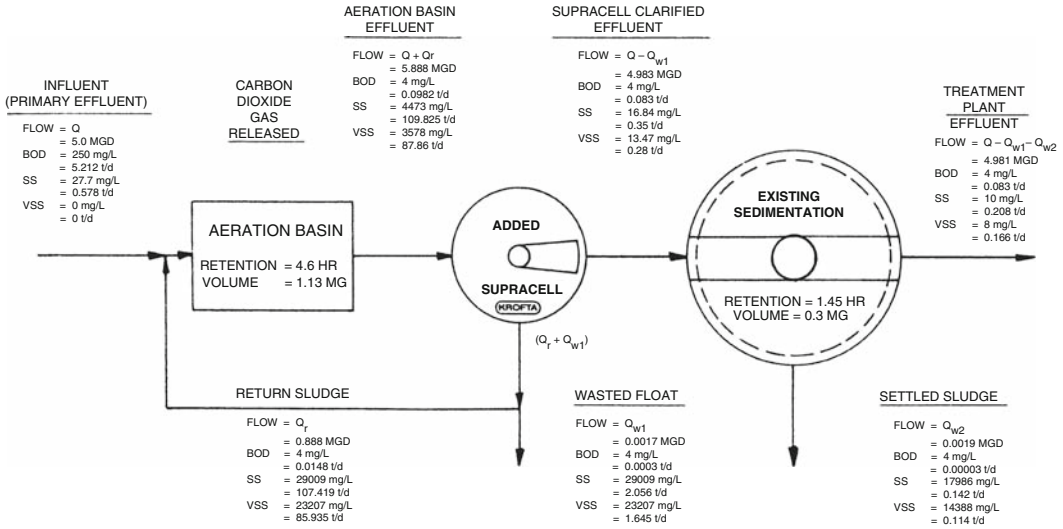 INFLUENT
(PRIMARY EFFLUENT)
FLOW = Q
= 5.0 MGD
BOD = 250 mg/L
= 5.212 t/d
SS = 27.7 mg/L
= 0.578 t/d
VSS = 0 mg/L
= 0 t/d
CARBON
DIOXIDE
GAS
RELEASED
AERATION BASIN
EFFLUENT
FLOW = Q + Qr
= 5.888 MGD
BOD = 4 mg/L
= 0.0982 t/d
SS = 4473 mg/L
= 109.825 t/d
VSS = 3578 mg/L
= 87.86 t/d
SUPRACELL CLARIFIED
EFFLUENT
FLOW = Q – Qw1
= 4.983 MGD
BOD = 4 mg/L
= 0.083 t/d
SS = 16.84 mg/L
= 0.35 t/d
VSS = 13.47 mg/L
= 0.28 t/d
TREATMENT
PLANT
EFFLUENT
FLOW = Q – Qw1 – Qw2
= 4.981 MGD
BOD = 4 mg/L
= 0.083 t/d
SS = 10 mg/L
= 0.208 t/d
VSS = 8 mg/L
= 0.166 t/d
AERATION BASIN
RETENTION = 4.6 HR
VOLUME = 1.13 MG
ADDED
SUPRACELL
KROFTA
EXISTING
SEDIMENTATION
RETENTION = 1.45 HR
VOLUME = 0.3 MG
(Qr + Qw1)
RETURN SLUDGE
FLOW = Qr
= 0.888 MGD
BOD = 4 mg/L
= 0.0148 t/d
SS = 29009 mg/L
= 107.419 t/d
VSS = 23207 mg/L
= 85.935 t/d
WASTED FLOAT
FLOW = Qw1
= 0.0017 MGD
BOD = 4 mg/L
= 0.0003 t/d
SS = 29009 mg/L
= 2.056 t/d
VSS = 23207 mg/L
= 1.645 t/d
SETTLED SLUDGE
FLOW = Qw2
= 0.0019 MGD
BOD = 4 mg/L
= 0.00003 t/d
SS = 17986 mg/L
= 0.142 t/d
VSS = 14388 mg/L
= 0.114 t/d